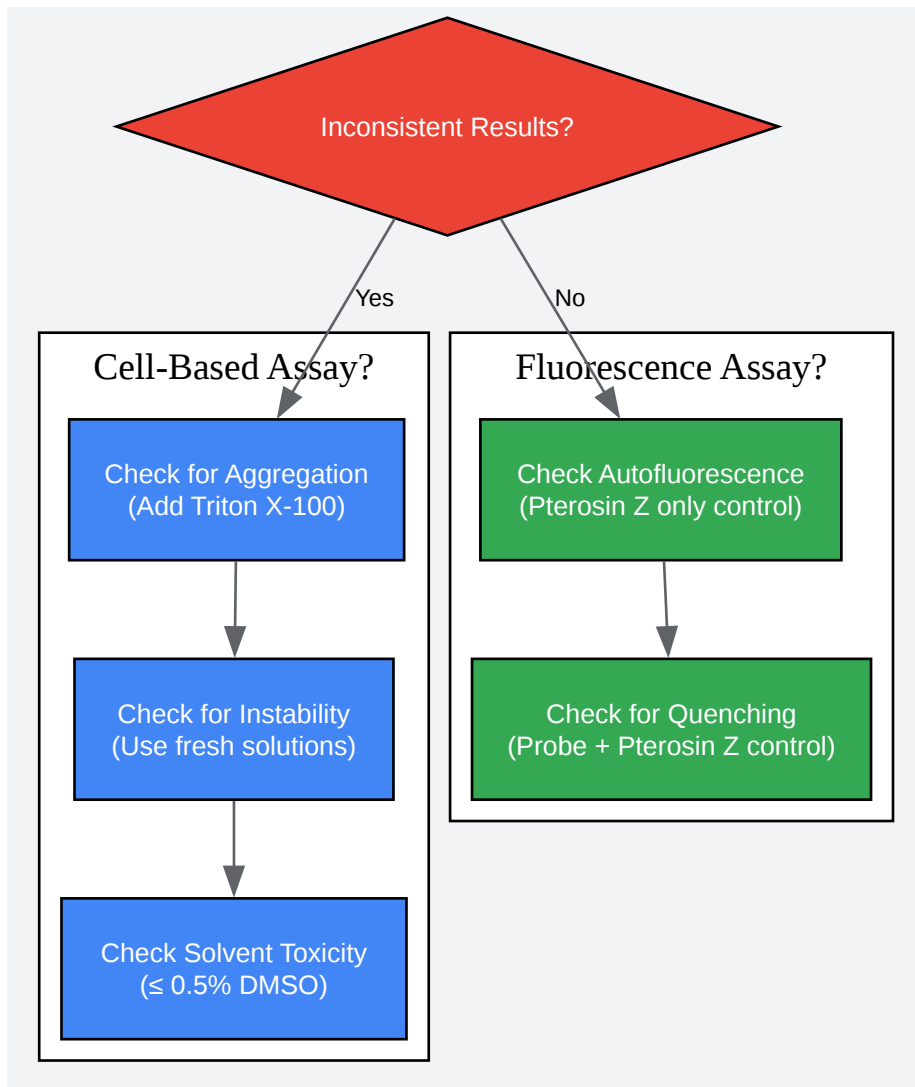 Inconsistent Results?
Yes
No
Cell-Based Assay?
Check for Aggregation
(Add Triton X-100)
Check for Instability
(Use fresh solutions)
Check Solvent Toxicity
(≤ 0.5% DMSO)
Fluorescence Assay?
Check Autofluorescence
(Pterosin Z only control)
Check for Quenching
(Probe + Pterosin Z control)